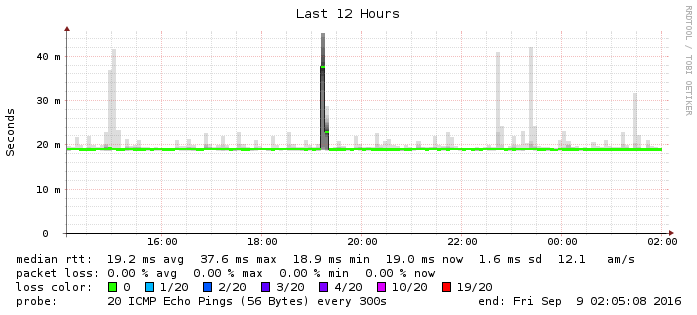 Last 12 Hours
RRDTOOL / TOBI OETIKER
Seconds
40 m
30 m
20 m
10 m
0
16:00 18:00 20:00 22:00 00:00 02:00
median rtt: 19.2 ms avg 37.6 ms max 18.9 ms min 19.0 ms now 1.6 ms sd 12.1 am/s
packet loss: 0.00 % avg 0.00 % max 0.00 % min 0.00 % now
loss color: 0 1/20 2/20 3/20 4/20 10/20 19/20
probe: 20 ICMP Echo Pings (56 Bytes) every 300s end: Fri Sep 9 02:05:08 2016